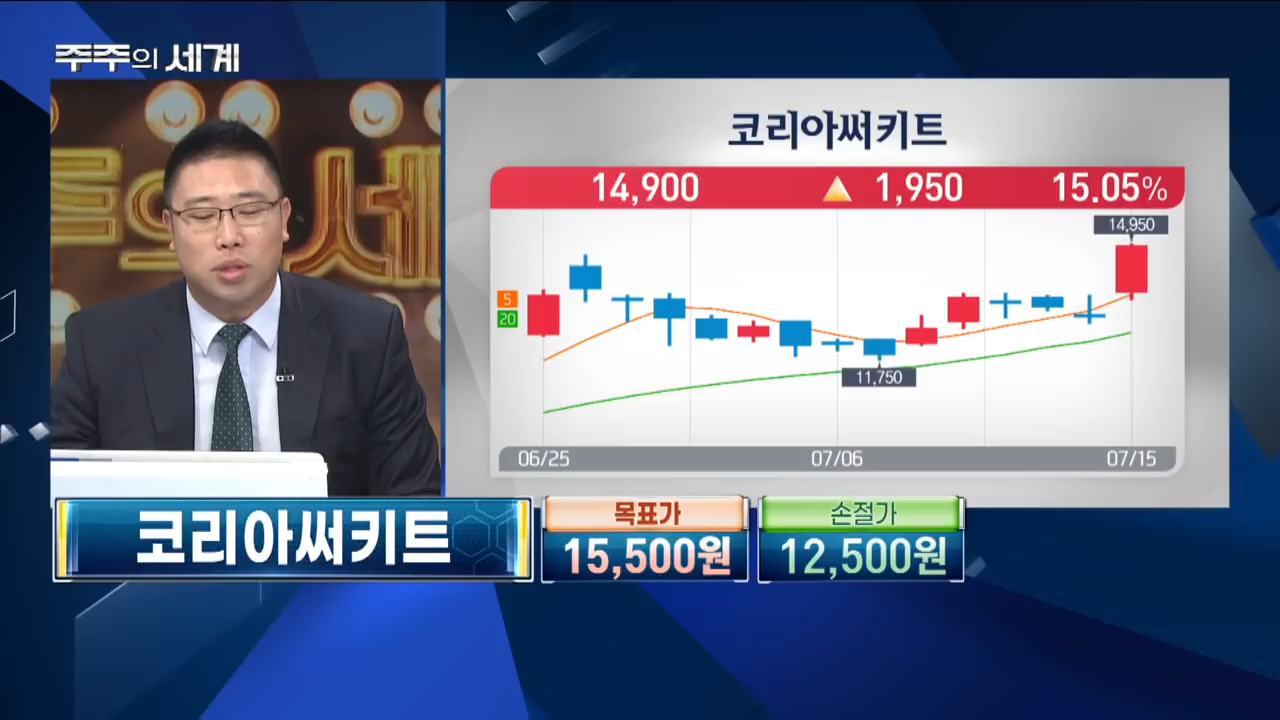 주주의 세계
코리아써키트
14,900 ▲ 1,950 15.05%
14,950
5
20
11,750
06/25 07/06 07/15
코리아써키트
목표가
15,500원
손절가
12,500원